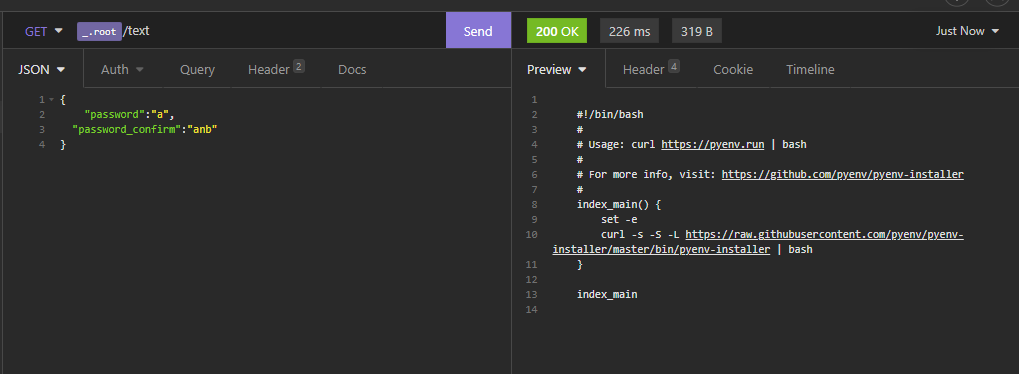 GET _.root /text Send
200 OK 226 ms 319 B Just Now
JSON Auth Query Header 2 Docs
Preview Header 4 Cookie Timeline
1 {
2 "password":"a",
3 "password_confirm":"anb"
4 }
1
2 #!/bin/bash
3 #
4 # Usage: curl https://pyenv.run | bash
5 #
6 # For more info, visit: https://github.com/pyenv/pyenv-installer
7 #
8 index_main() {
9 set -e
10 curl -s -S -L https://raw.githubusercontent.com/pyenv/pyenv-
installer/master/bin/pyenv-installer | bash
11 }
12
13 index_main
14